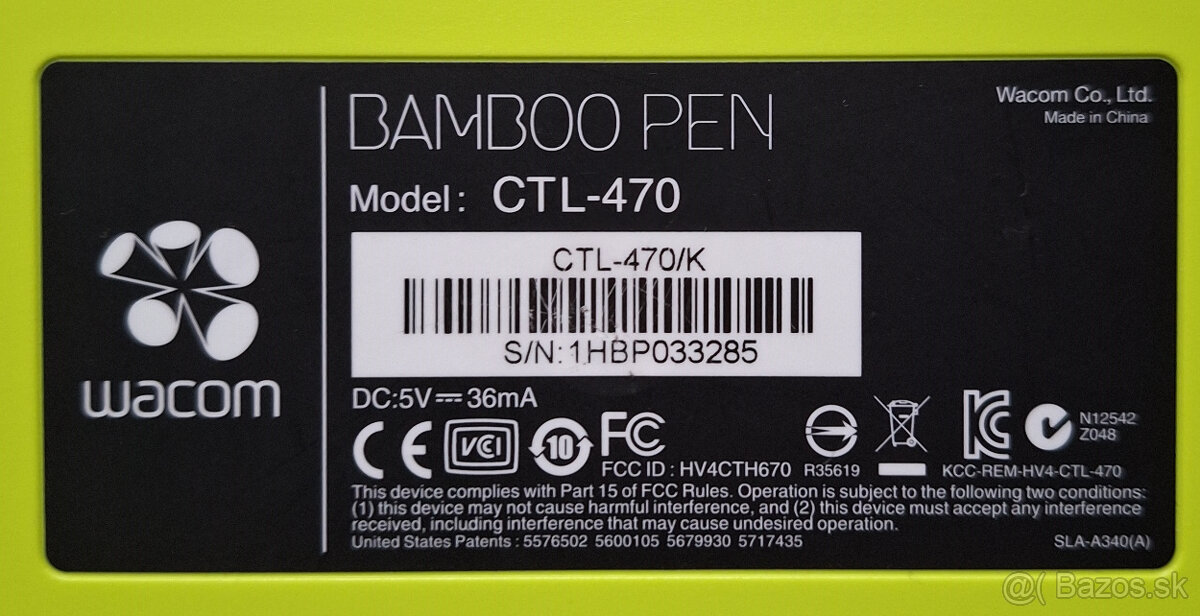 BAMBOO PEN
Wacom Co., Ltd.
Made in China
Model: CTL-470
CTL-470/K
S/N: 1HBP033285
wacom
DC:5V ⎓ 36mA
CE VCI 10 FC
FCC ID : HV4CTH670
R35619
KCC-REM-HV4-CTL-470
N12542
Z048
This device complies with Part 15 of FCC Rules. Operation is subject to the following two conditions:
(1) this device may not cause harmful interference, and (2) this device must accept any interference
received, including interference that may cause undesired operation.
United States Patents : 5576502 5600105 5679930 5717435
SLA-A340(A)
@( Bazos.sk